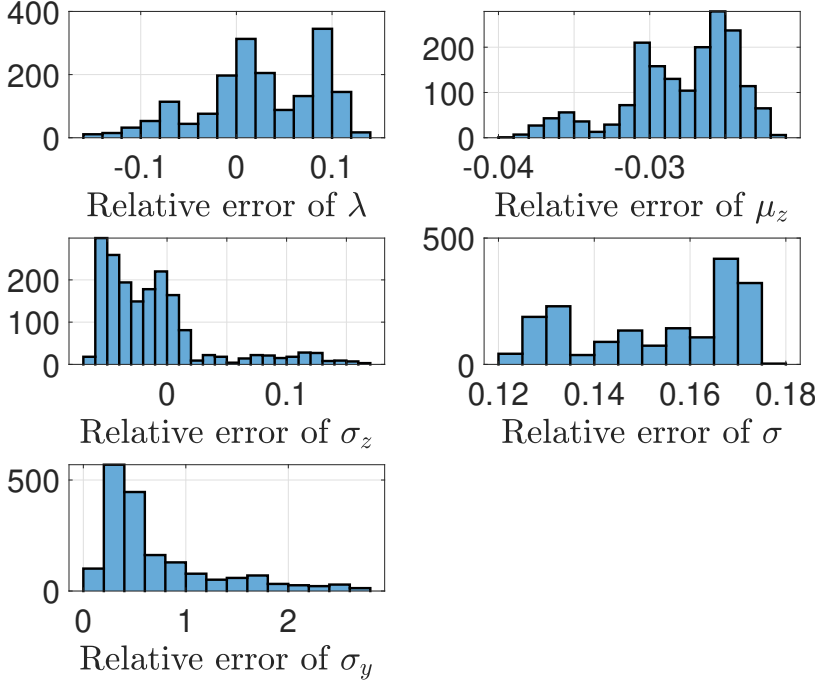 400
200
0
-0.1 0 0.1
Relative error of λ
200
100
0
-0.04 -0.03
Relative error of μ_z
200
100
0
0 0.1
Relative error of σ_z
500
0
0.12 0.14 0.16 0.18
Relative error of σ
500
0
0 1 2
Relative error of σ_y